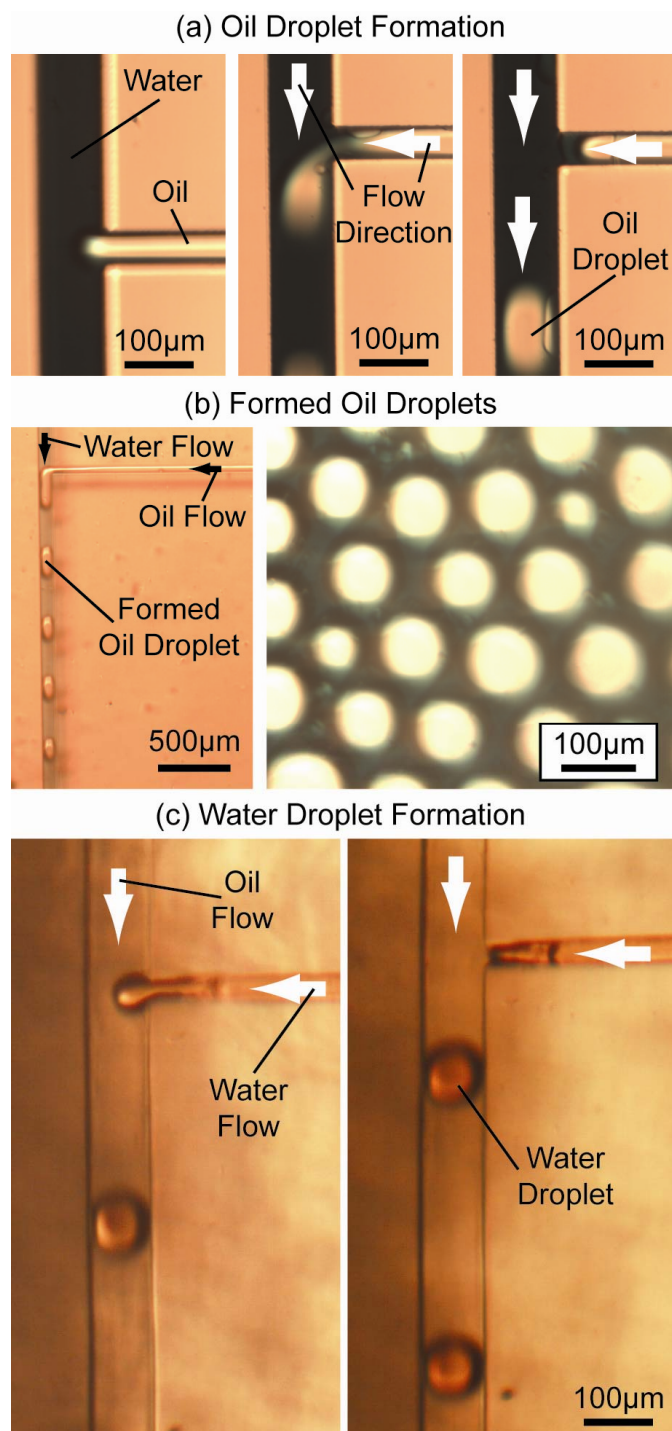 (a) Oil Droplet Formation
Water
Oil
100µm
Flow
Direction
100µm
Oil
Droplet
100µm
(b) Formed Oil Droplets
Water Flow
Oil Flow
Formed
Oil Droplet
500µm
100µm
(c) Water Droplet Formation
Oil
Flow
Water
Flow
Water
Droplet
100µm